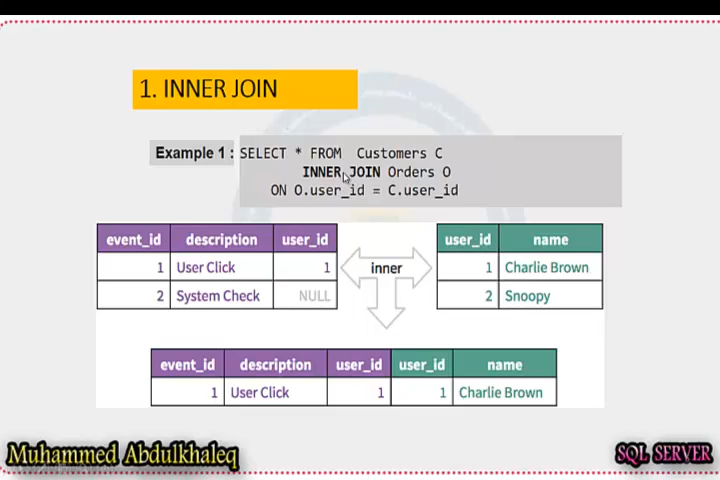 1. INNER JOIN
Example 1 : SELECT * FROM Customers C
INNER JOIN Orders O
ON O.user_id = C.user_id
event_id description user_id
1 User Click 1
2 System Check NULL
inner
user_id name
1 Charlie Brown
2 Snoopy
event_id description user_id user_id name
1 User Click 1 1 Charlie Brown
Muhammed Abdulkhaleq
SQL SERVER